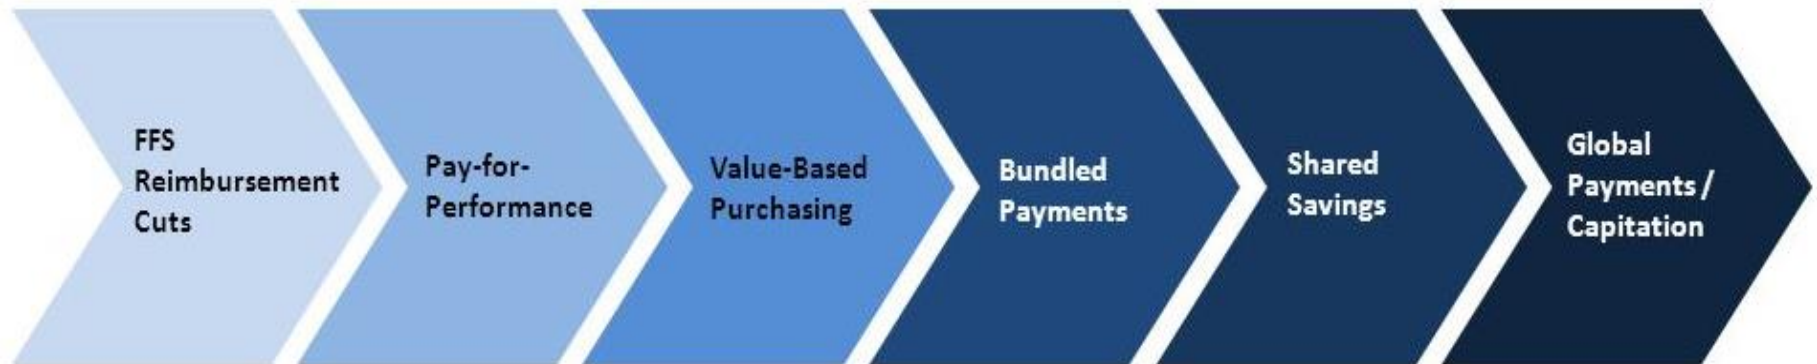 FFS
Reimbursement
Cuts
Pay-for-
Performance
Value-Based
Purchasing
Bundled
Payments
Shared
Savings
Global
Payments /
Capitation